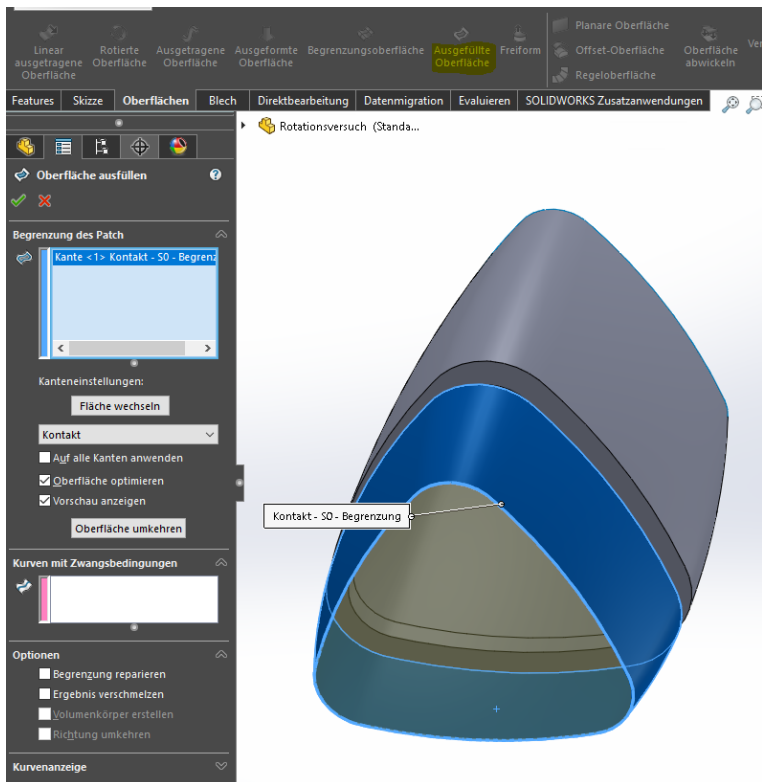 Linear ausgetragene Oberfläche
Rotierte Oberfläche
Ausgetragene Oberfläche
Ausgeformte Oberfläche
Begrenzungsoberfläche
Ausgefüllte Oberfläche
Freiform
Planare Oberfläche
Offset-Oberfläche
Regeloberfläche
Oberfläche abwickeln
Features Skizze Oberflächen Blech Direktbearbeitung Datenmigration Evaluieren SOLIDWORKS Zusatzanwendungen
Rotationsversuch (Standa...
Oberfläche ausfüllen
Begrenzung des Patch
Kante <1> Kontakt - S0 - Begrenz
Kanteneinstellungen:
Fläche wechseln
Kontakt
Auf alle Kanten anwenden
Oberfläche optimieren
Vorschau anzeigen
Oberfläche umkehren
Kontakt - S0 - Begrenzung
Kurven mit Zwangsbedingungen
Optionen
Begrenzung reparieren
Ergebnis verschmelzen
Volumenkörper erstellen
Richtung umkehren
Kurvenanzeige